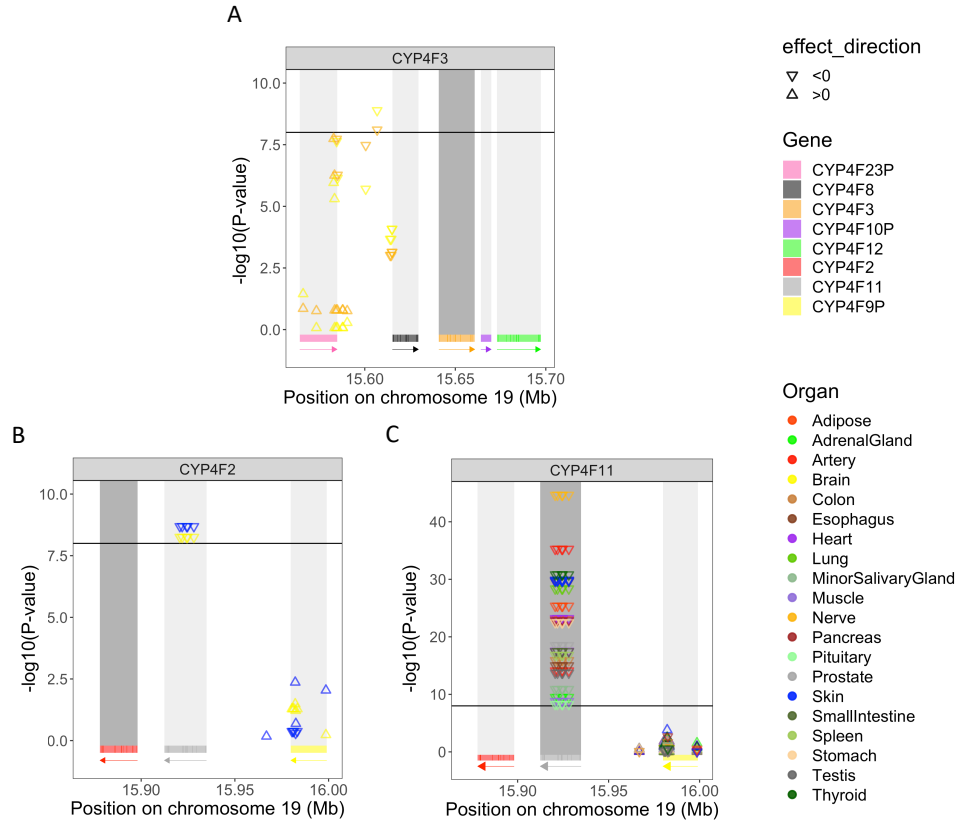 A
CYP4F3
10.0
7.5
5.0
2.5
0.0
-log10(P-value)
15.60
15.65
15.70
Position on chromosome 19 (Mb)
effect_direction
<0
>0
Gene
CYP4F23P
CYP4F8
CYP4F3
CYP4F10P
CYP4F12
CYP4F2
CYP4F11
CYP4F9P
B
CYP4F2
10.0
7.5
5.0
2.5
0.0
-log10(P-value)
15.90
15.95
16.00
Position on chromosome 19 (Mb)
C
CYP4F11
40
30
20
10
0
-log10(P-value)
15.90
15.95
16.00
Position on chromosome 19 (Mb)
Organ
Adipose
AdrenalGland
Artery
Brain
Colon
Esophagus
Heart
Lung
MinorSalivaryGland
Muscle
Nerve
Pancreas
Pituitary
Prostate
Skin
SmallIntestine
Spleen
Stomach
Testis
Thyroid